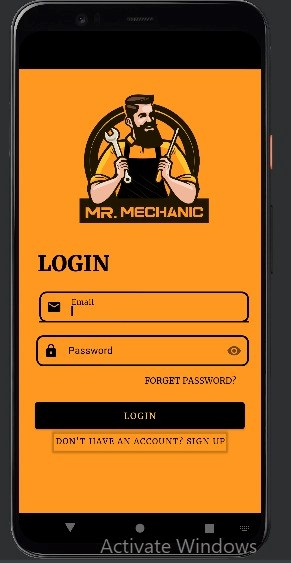 MR. MECHANIC
LOGIN
Email
Password
FORGET PASSWORD?
LOGIN
DON'T HAVE AN ACCOUNT? SIGN UP
Activate Windows